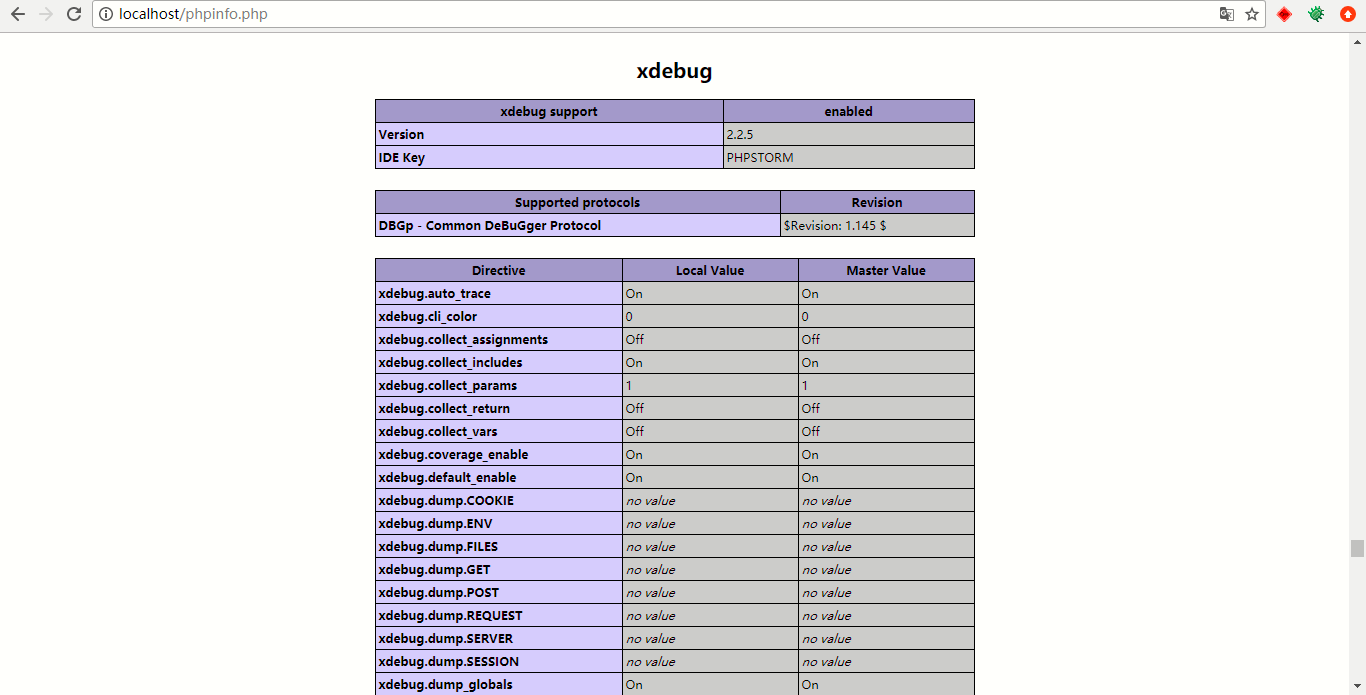 localhost/phpinfo.php
xdebug
xdebug support enabled
Version 2.2.5
IDE Key PHPSTORM
Supported protocols Revision
DBGp - Common DeBuGger Protocol $Revision: 1.145 $
Directive Local Value Master Value
xdebug.auto_trace On On
xdebug.cli_color 0 0
xdebug.collect_assignments Off Off
xdebug.collect_includes On On
xdebug.collect_params 1 1
xdebug.collect_return Off Off
xdebug.collect_vars Off Off
xdebug.coverage_enable On On
xdebug.default_enable On On
xdebug.dump.COOKIE no value no value
xdebug.dump.ENV no value no value
xdebug.dump.FILES no value no value
xdebug.dump.GET no value no value
xdebug.dump.POST no value no value
xdebug.dump.REQUEST no value no value
xdebug.dump.SERVER no value no value
xdebug.dump.SESSION no value no value
xdebug.dump_globals On On